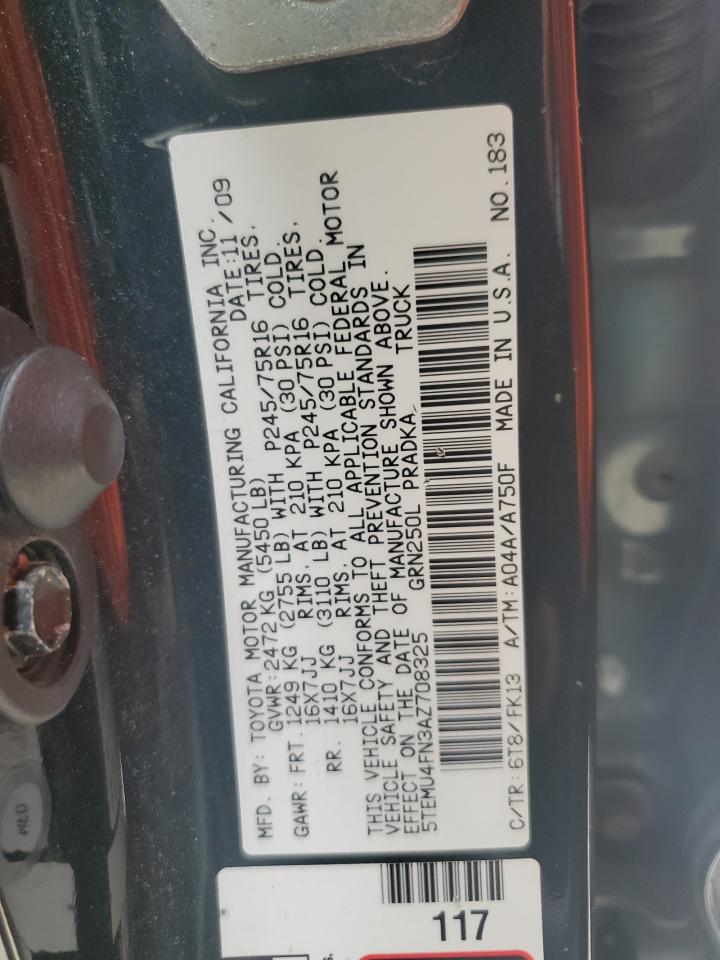 MFD. BY: TOYOTA MOTOR MANUFACTURING CALIFORNIA INC.
GVWR:2472 KG (5450 LB) DATE:11 /09
GAWR: FRT. 1249 KG (2755 LB) WITH P245/75R16 TIRES,
16X7JJ RIMS, AT 210 KPA (30 PSI) COLD.
RR. 1410 KG (3110 LB) WITH P245/75R16 TIRES,
16X7JJ RIMS, AT 210 KPA (30 PSI) COLD.
THIS VEHICLE CONFORMS TO ALL APPLICABLE FEDERAL MOTOR
VEHICLE SAFETY AND THEFT PREVENTION STANDARDS IN
EFFECT ON THE DATE OF MANUFACTURE SHOWN ABOVE.
5TEMU4FN3AZ708325 GRN250L PRADKA TRUCK
C/TR: 6T8/FK13 A/TM: A04A/A750F MADE IN U.S.A. NO.183
117
WLD